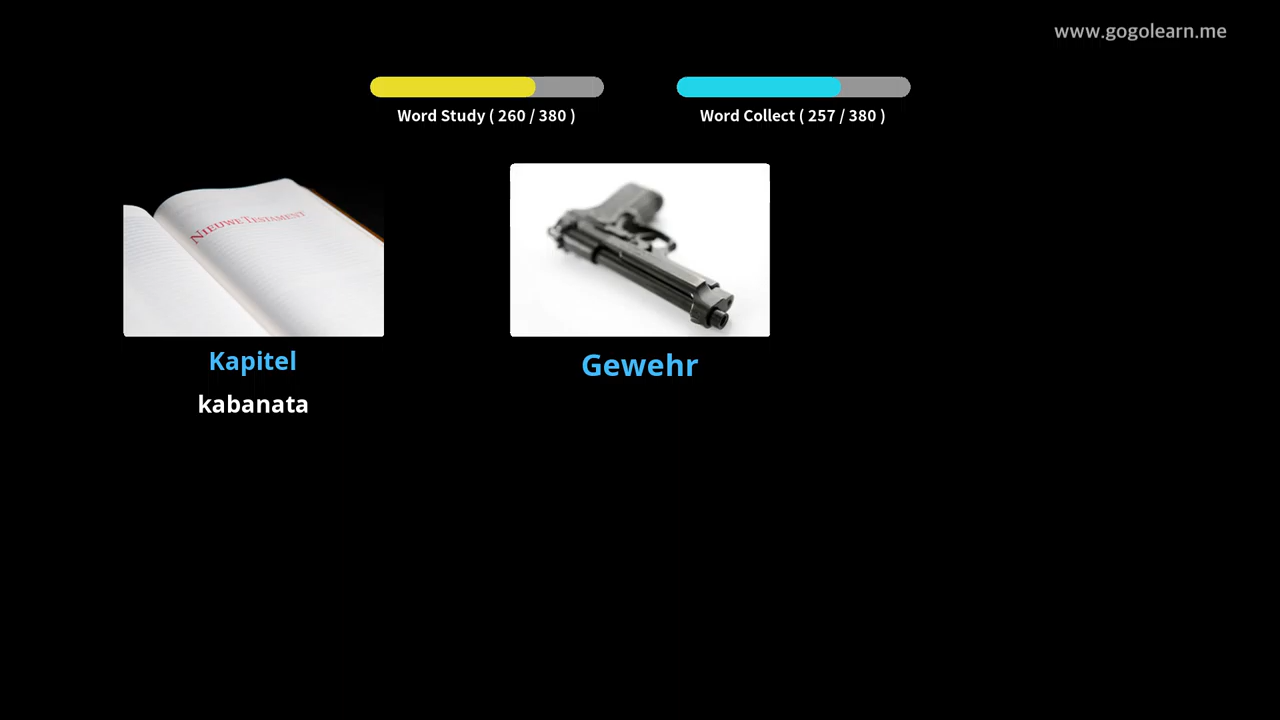 www.gogolearn.me
Word Study ( 260 / 380 )
Word Collect ( 257 / 380 )
NIEUWE TESTAMENT
Kapitel
Gewehr
kabanata